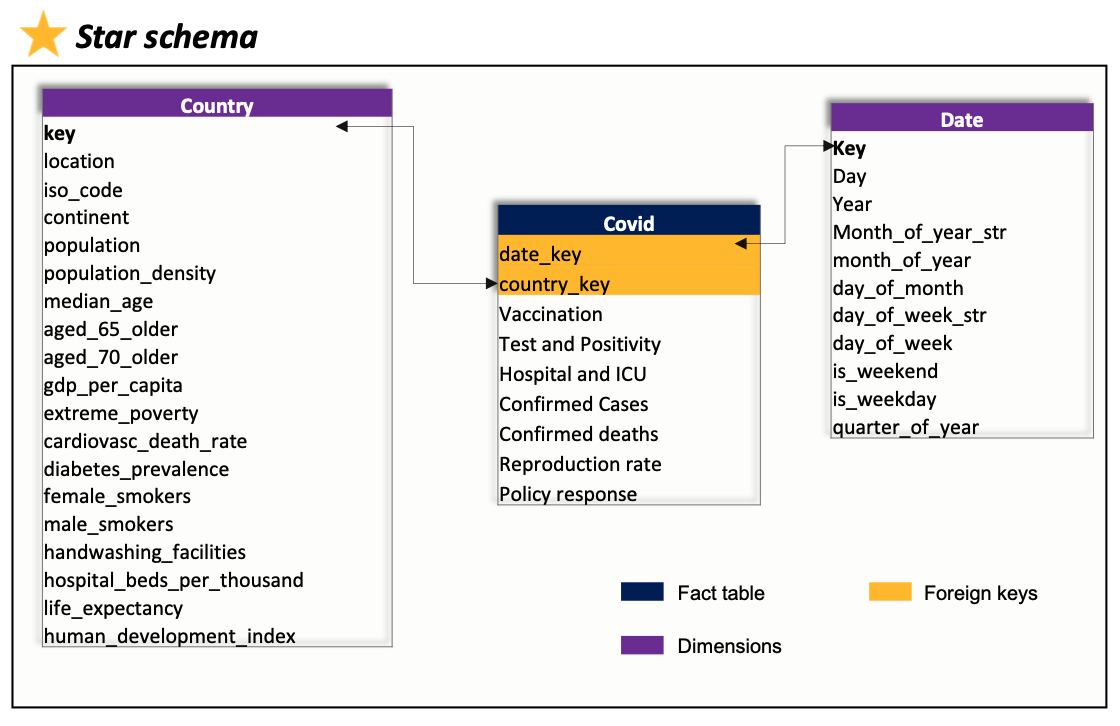 Star schema
Country
key
location
iso_code
continent
population
population_density
median_age
aged_65_older
aged_70_older
gdp_per_capita
extreme_poverty
cardiovasc_death_rate
diabetes_prevalence
female_smokers
male_smokers
handwashing_facilities
hospital_beds_per_thousand
life_expectancy
human_development_index
Covid
date_key
country_key
Vaccination
Test and Positivity
Hospital and ICU
Confirmed Cases
Confirmed deaths
Reproduction rate
Policy response
Date
Key
Day
Year
Month_of_year_str
month_of_year
day_of_month
day_of_week_str
day_of_week
is_weekend
is_weekday
quarter_of_year
Fact table
Foreign keys
Dimensions